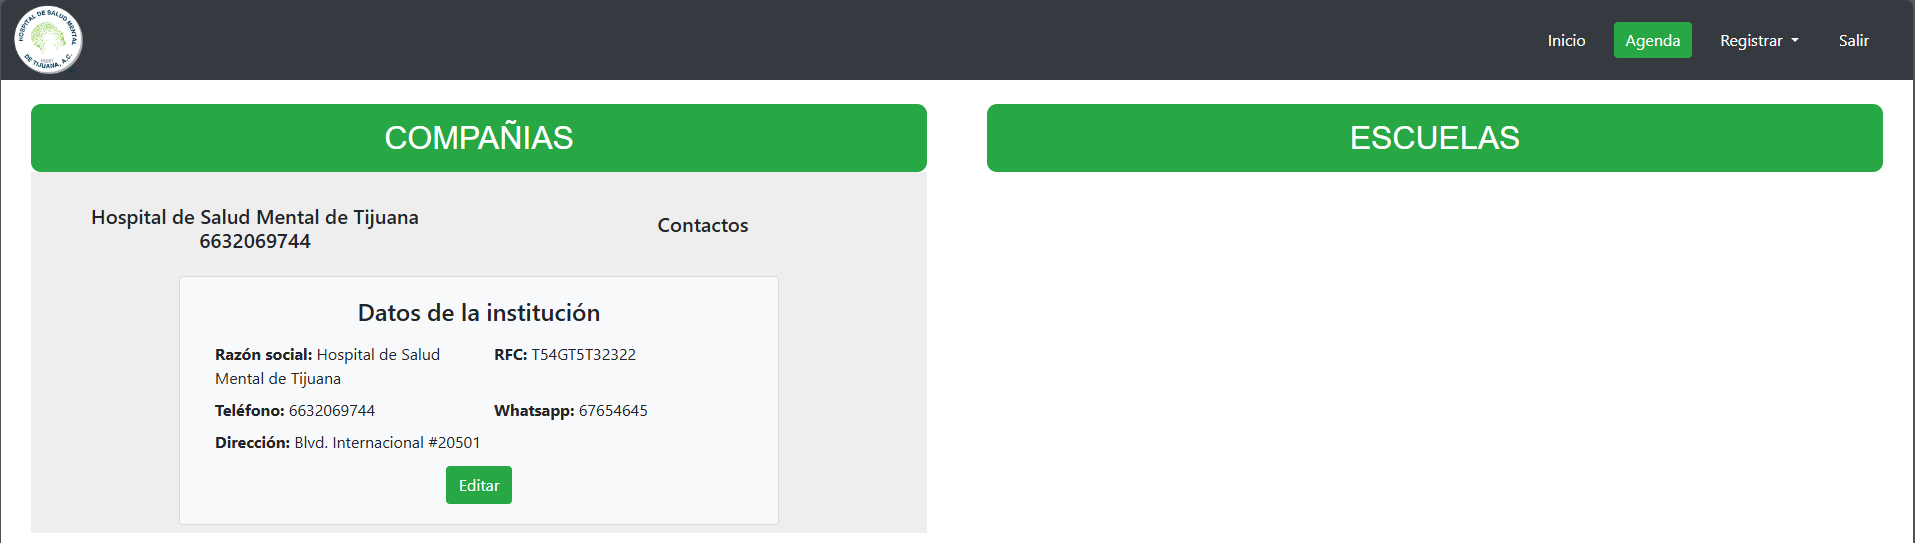 HOSPITAL DE SALUD MENTAL
DE TIJUANA, A.C.
Inicio
Agenda
Registrar
Salir
COMPAÑIAS
Hospital de Salud Mental de Tijuana
6632069744
Contactos
Datos de la institución
Razón social: Hospital de Salud
Mental de Tijuana
RFC: T54GT5T32322
Teléfono: 6632069744
Whatsapp: 67654645
Dirección: Blvd. Internacional #20501
Editar
ESCUELAS